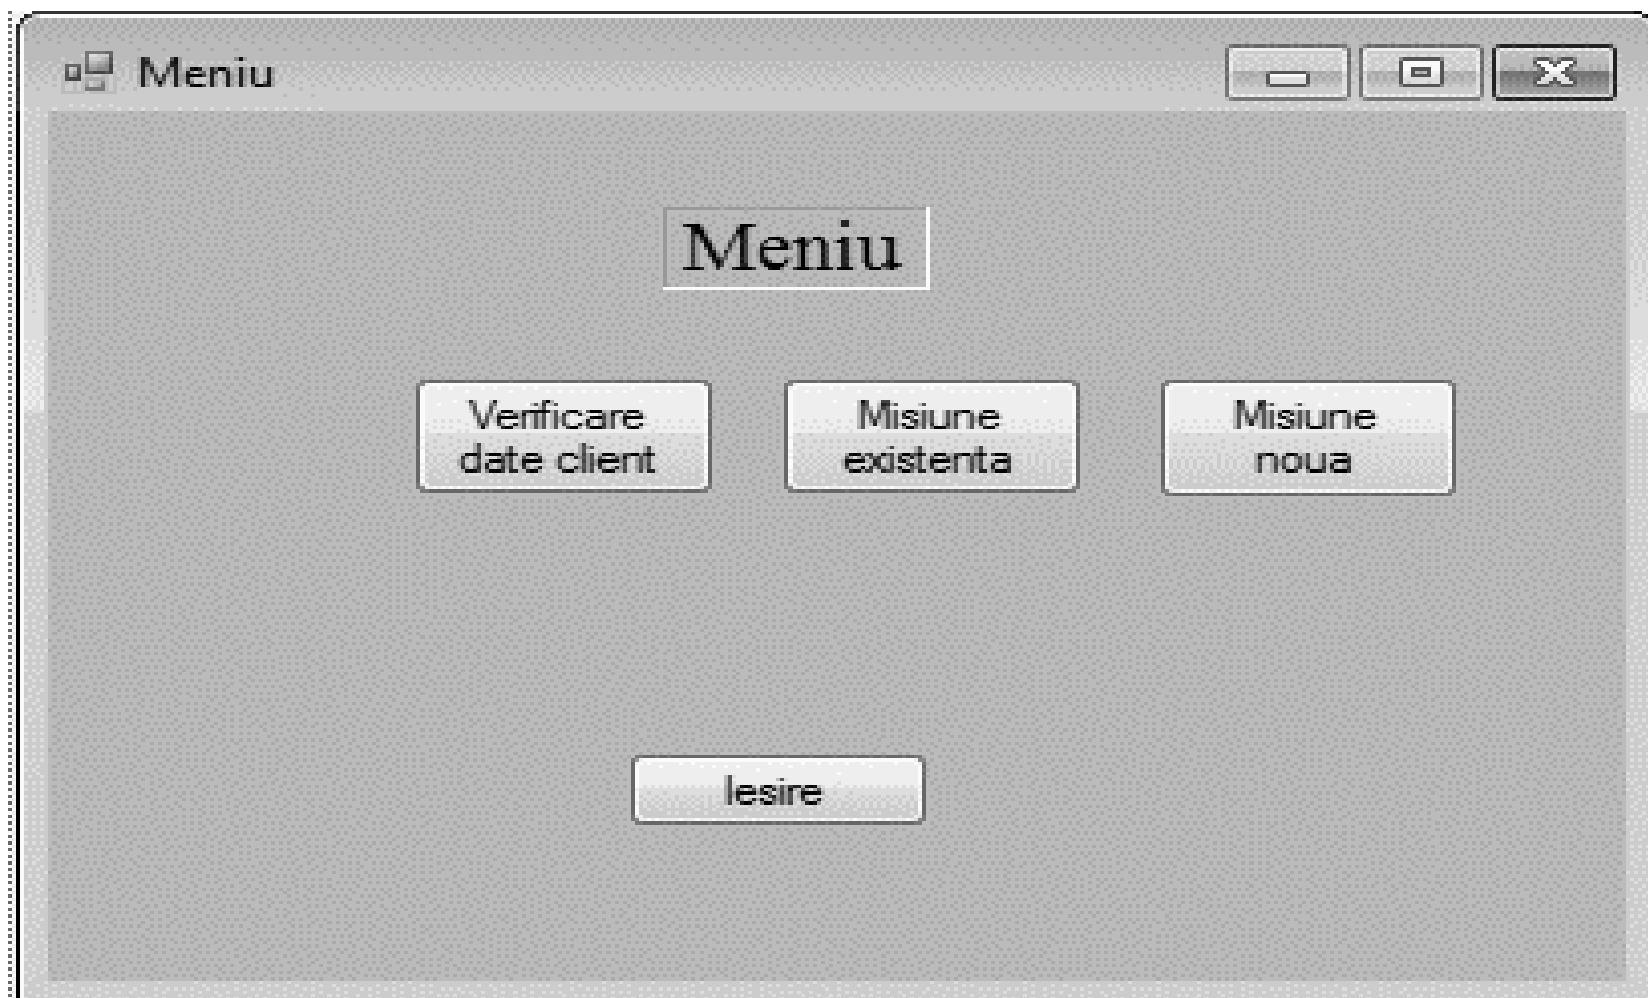 Meniu
Meniu
Verificare
date client
Misiune
existenta
Misiune
noua
Iesire